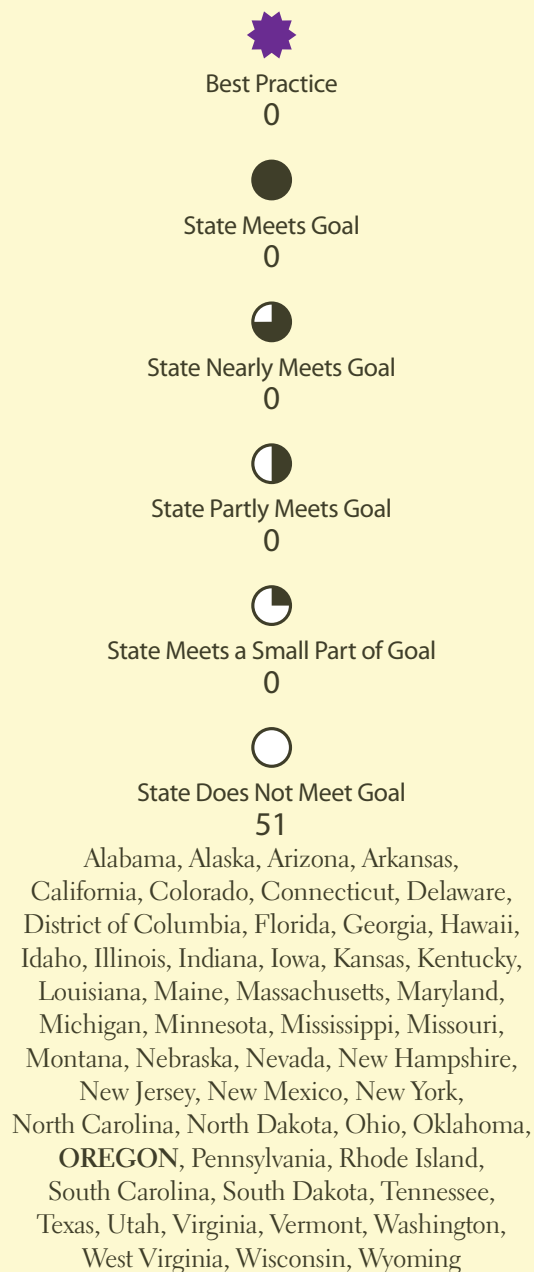 Best Practice
0
State Meets Goal
0
State Nearly Meets Goal
0
State Partly Meets Goal
0
State Meets a Small Part of Goal
0
State Does Not Meet Goal
51
Alabama, Alaska, Arizona, Arkansas,
California, Colorado, Connecticut, Delaware,
District of Columbia, Florida, Georgia, Hawaii,
Idaho, Illinois, Indiana, Iowa, Kansas, Kentucky,
Louisiana, Maine, Massachusetts, Maryland,
Michigan, Minnesota, Mississippi, Missouri,
Montana, Nebraska, Nevada, New Hampshire,
New Jersey, New Mexico, New York,
North Carolina, North Dakota, Ohio, Oklahoma,
OREGON, Pennsylvania, Rhode Island,
South Carolina, South Dakota, Tennessee,
Texas, Utah, Virginia, Vermont, Washington,
West Virginia, Wisconsin, Wyoming